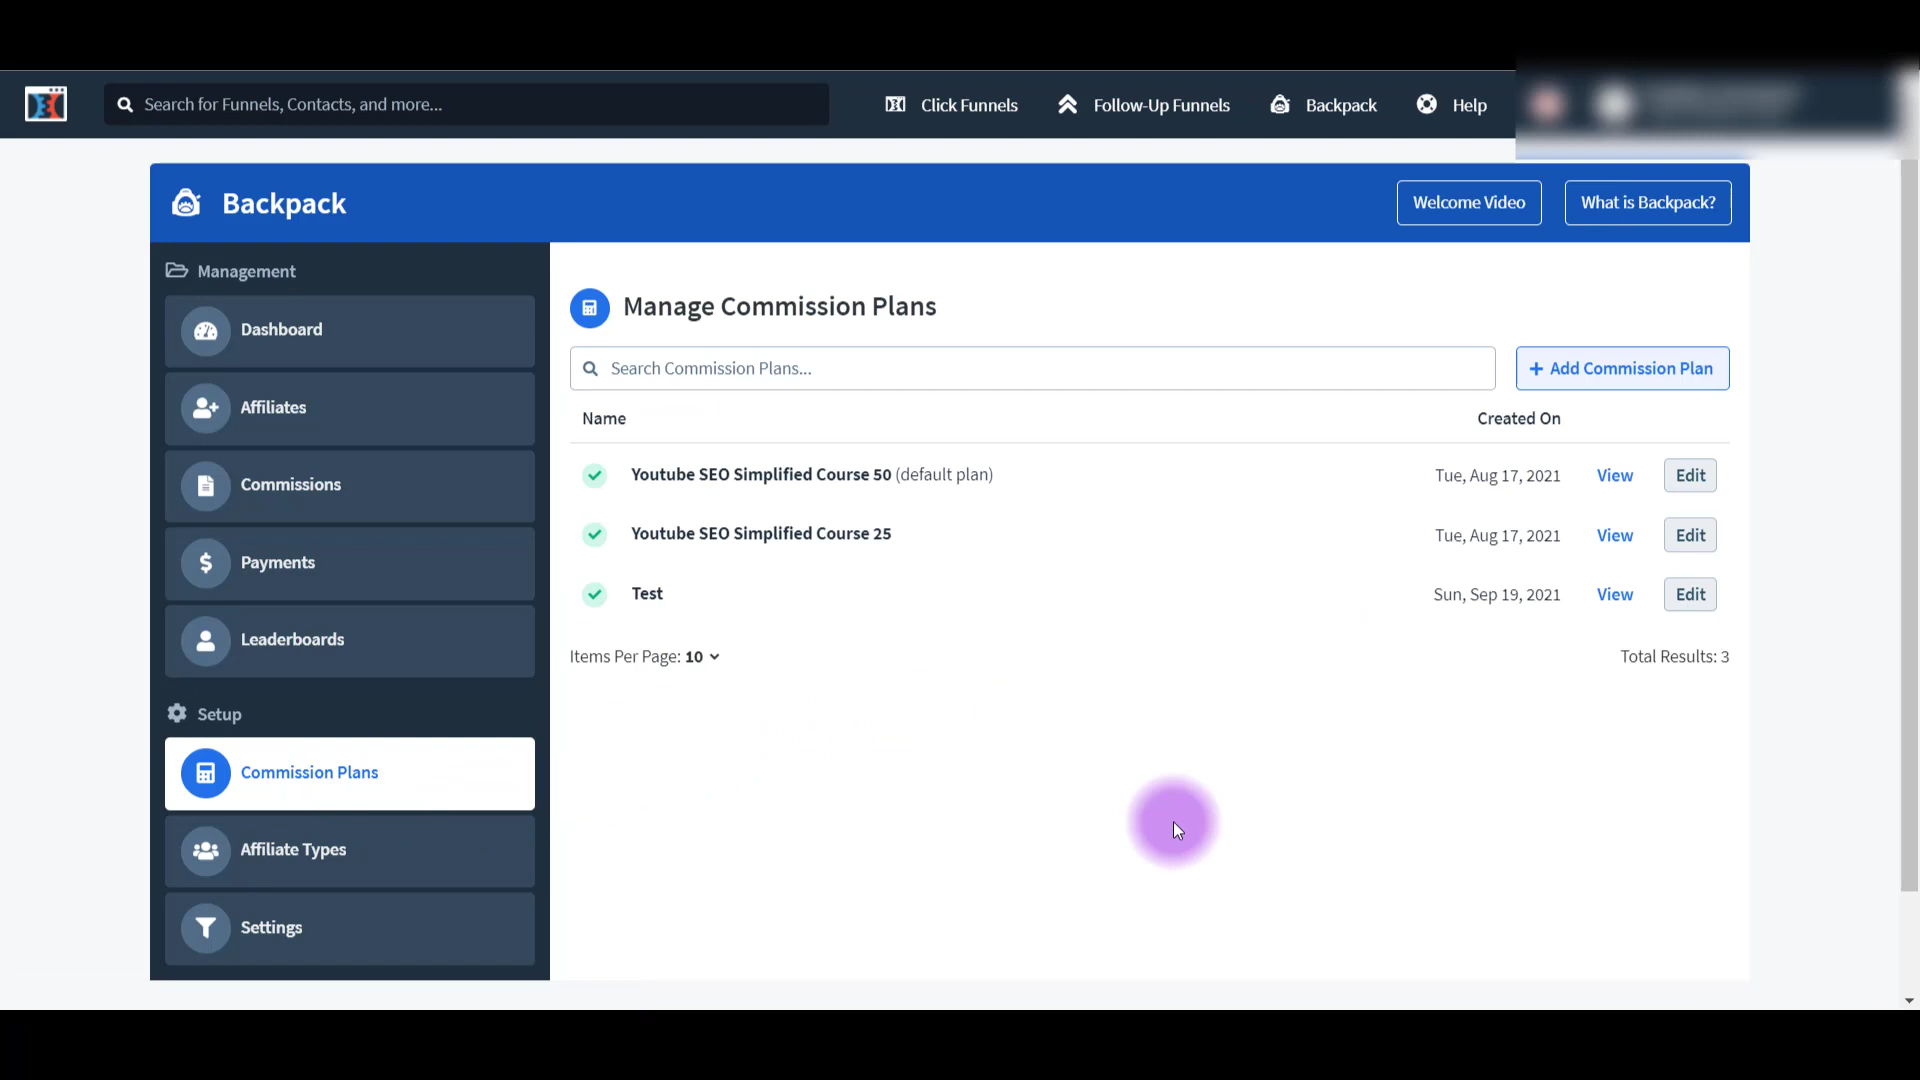 Search for Funnels, Contacts, and more...
Click Funnels
Follow-Up Funnels
Backpack
Help
Backpack
Welcome Video
What is Backpack?
Management
Dashboard
Affiliates
Commissions
Payments
Leaderboards
Setup
Commission Plans
Affiliate Types
Settings
Manage Commission Plans
Search Commission Plans...
+ Add Commission Plan
Name Created On
Youtube SEO Simplified Course 50 (default plan) Tue, Aug 17, 2021 View Edit
Youtube SEO Simplified Course 25 Tue, Aug 17, 2021 View Edit
Test Sun, Sep 19, 2021 View Edit
Items Per Page: 10 Total Results: 3